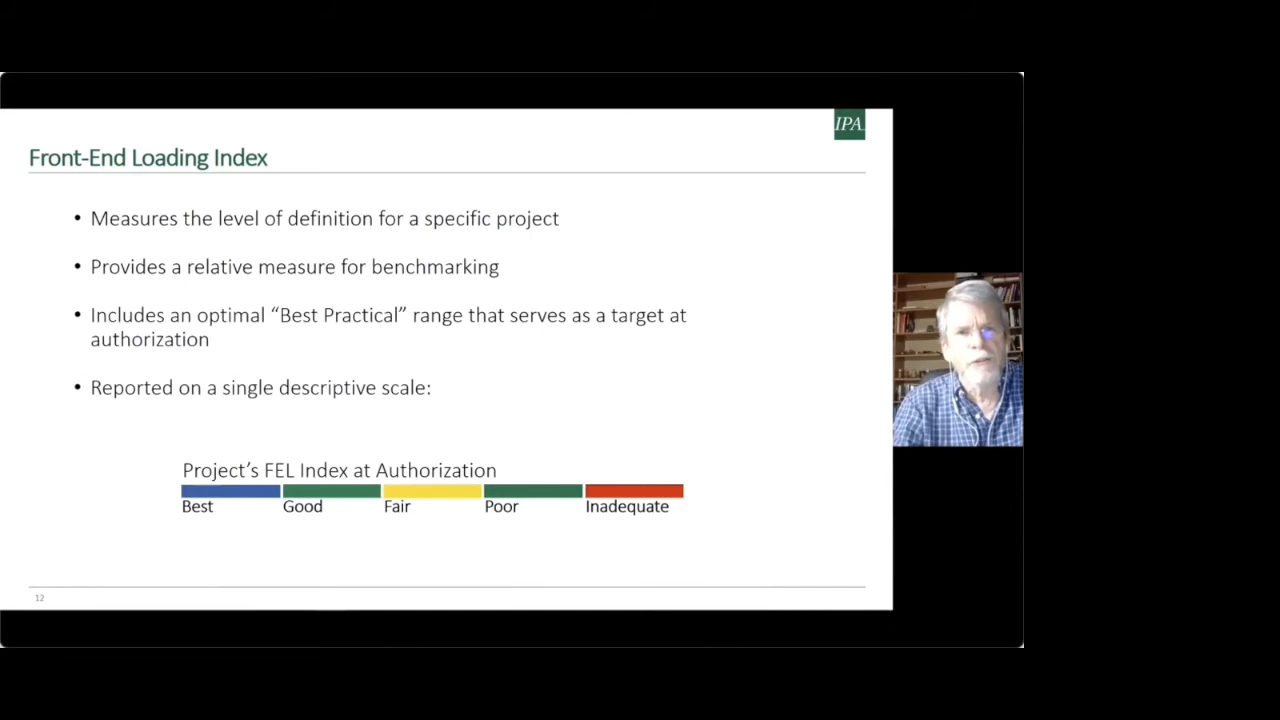 IPA
Front-End Loading Index
• Measures the level of definition for a specific project
• Provides a relative measure for benchmarking
• Includes an optimal “Best Practical” range that serves as a target at
authorization
• Reported on a single descriptive scale:
Project’s FEL Index at Authorization
Best Good Fair Poor Inadequate
12